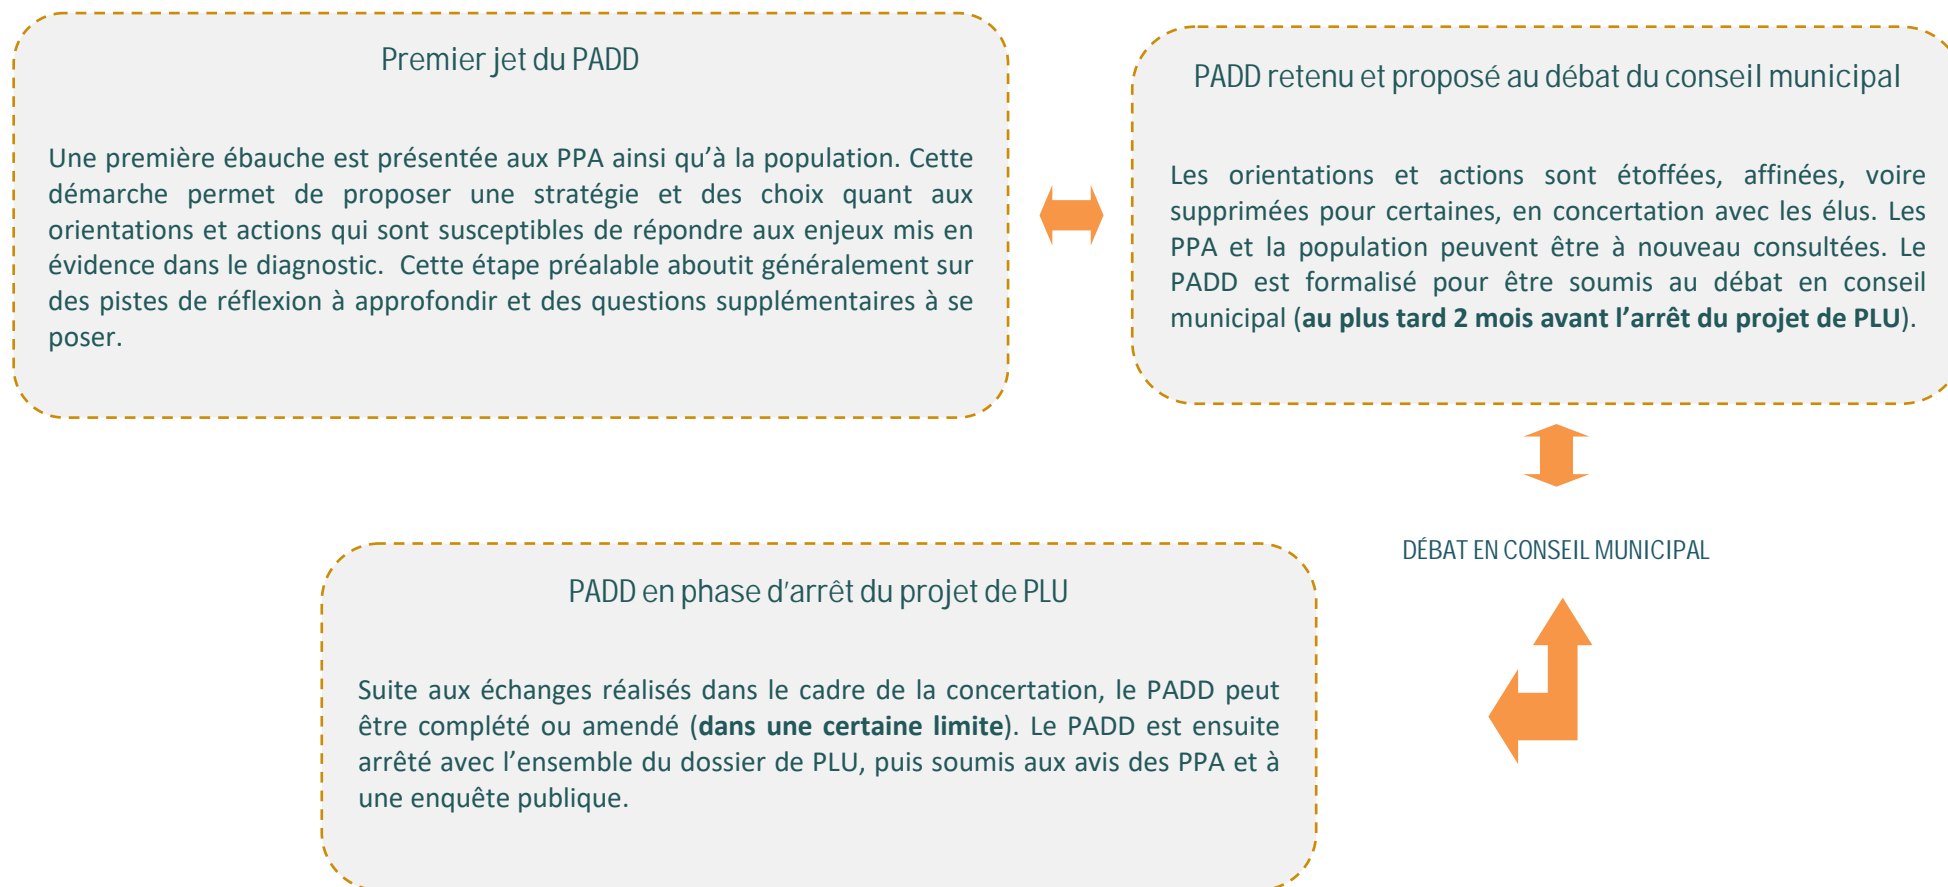 Premier jet du PADD
Une première ébauche est présentée aux PPA ainsi qu'à la population. Cette
démarche permet de proposer une stratégie et des choix quant aux
orientations et actions qui sont susceptibles de répondre aux enjeux mis en
évidence dans le diagnostic. Cette étape préalable aboutit généralement sur
des pistes de réflexion à approfondir et des questions supplémentaires à se
poser.
PADD retenu et proposé au débat du conseil municipal
Les orientations et actions sont étoffées, affinées, voire
supprimées pour certaines, en concertation avec les élus. Les
PPA et la population peuvent être à nouveau consultées. Le
PADD est formalisé pour être soumis au débat en conseil
municipal (au plus tard 2 mois avant l'arrêt du projet de PLU).
DÉBAT EN CONSEIL MUNICIPAL
PADD en phase d'arrêt du projet de PLU
Suite aux échanges réalisés dans le cadre de la concertation, le PADD peut
être complété ou amendé (dans une certaine limite). Le PADD est ensuite
arrêté avec l'ensemble du dossier de PLU, puis soumis aux avis des PPA et à
une enquête publique.